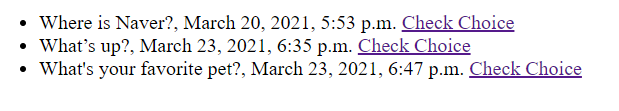 Where is Naver?, March 20, 2021, 5:53 p.m. Check Choice
What’s up?, March 23, 2021, 6:35 p.m. Check Choice
What's your favorite pet?, March 23, 2021, 6:47 p.m. Check Choice